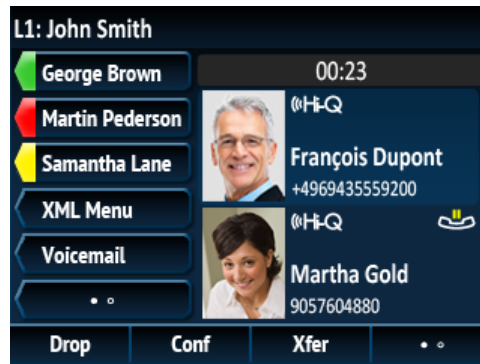 L1: John Smith
George Brown
Martin Pederson
Samantha Lane
XML Menu
Voicemail
00:23
Hi-Q
François Dupont
+4969435559200
Hi-Q
Martha Gold
9057604880
Drop
Conf
Xfer